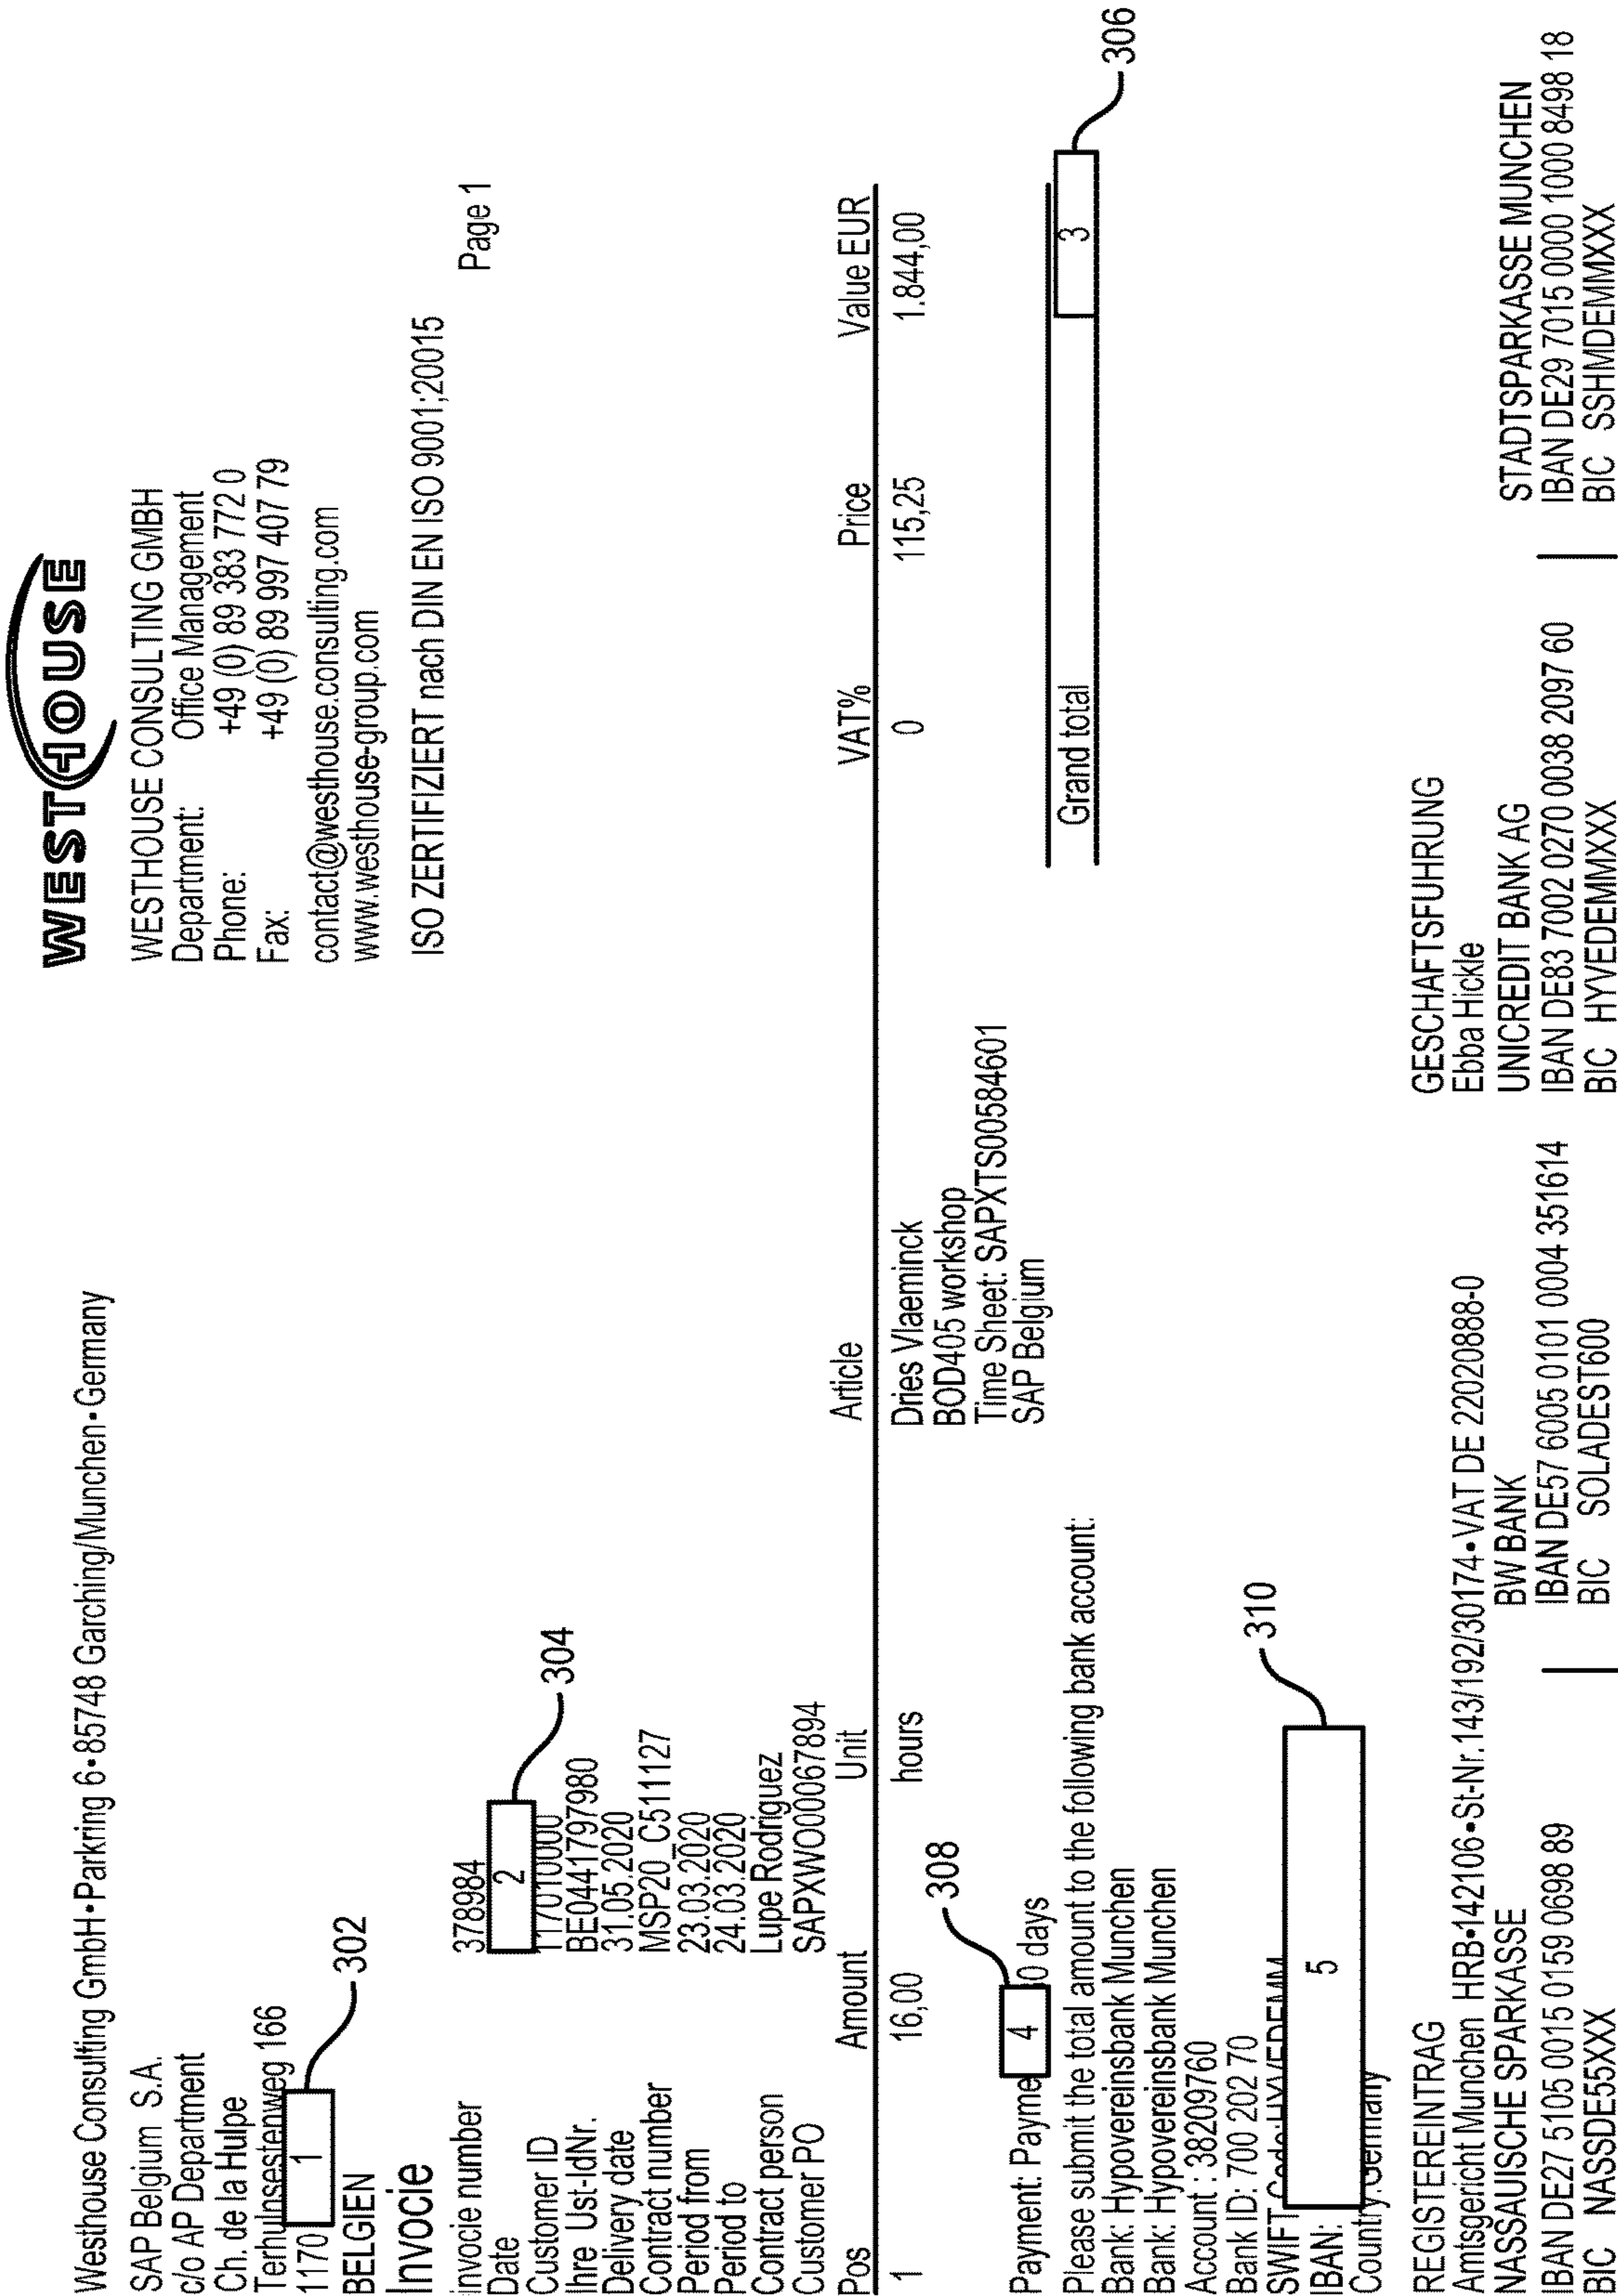 WESTHOUSE
Westhouse Consulting GmbH•Parkring 6•85748 Garching/Munchen•Germany
SAP Belgium S.A.
c/o AP Department
Ch. de la Hulpe
Terhulnsestenweg 166
1170 1
BELGIEN
302
WESTHOUSE CONSULTING GMBH
Department: Office Management
Phone: +49 (0) 89 383 772 0
Fax: +49 (0) 89 997 407 79
contact@westhouse.consulting.com
www.westhouse-group.com
ISO ZERTIFIZIERT nach DIN EN ISO 9001;20015
Page 1
Invocie
invocie number 378984
Date 2
304
Customer ID 117010000
Ihre Ust-IdNr. BE0441797980
Delivery date 31.05.2020
Contract number MSP20_C511127
Period from 23.03.2020
Period to 24.03.2020
Contract person Lupe Rodriguez
Customer PO SAPXWO00067894
Pos Amount Unit Article VAT% Price Value EUR
1 16,00 hours Dries Vlaeminck 0 115,25 1.844,00
BOD405 workshop
Time Sheet: SAPXTS00584601
SAP Belgium
308
Payment: Payme 4 0 days
Grand total 3
306
Please submit the total amount to the following bank account:
Bank: Hypovereinsbank Munchen
Bank: Hypovereinsbank Munchen
Account : 38209760
Bank ID: 700 202 70
SWIFT Code: HYVEDEMM
IBAN: 5
310
Country: Germany
REGISTEREINTRAG
Amtsgericht Munchen HRB•142106•St-Nr.143/192/30174•VAT DE 22020888-0
GESCHAFTSFUHRUNG
Ebba Hickle
NASSAUISCHE SPARKASSE
IBAN DE27 5105 0015 0159 0698 89
BIC NASSDE55XXX
BW BANK
IBAN DE57 6005 0101 0004 351614
BIC SOLADEST600
UNICREDIT BANK AG
IBAN DE83 7002 0270 0038 2097 60
BIC HYVEDEMMXXX
STADTSPARKASSE MUNCHEN
IBAN DE29 7015 0000 1000 8498 18
BIC SSHMDEMMXXX